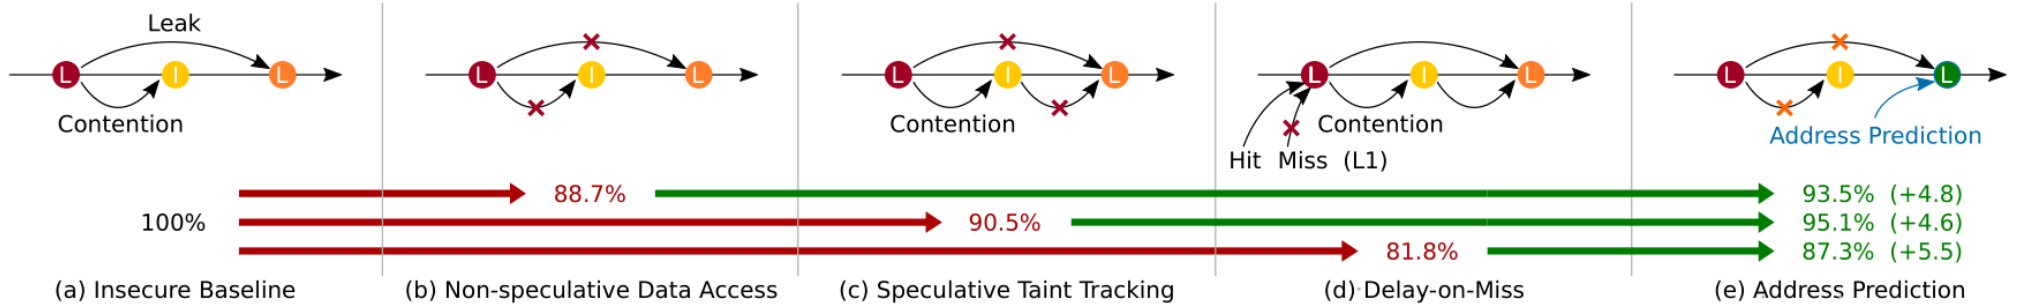 Leak
L I L
L I L
L I L
L I L
L I L
Contention
Contention
Contention
Address Prediction
Hit Miss (L1)
88.7%
93.5% (+4.8)
100%
90.5%
95.1% (+4.6)
81.8%
87.3% (+5.5)
(a) Insecure Baseline
(b) Non-speculative Data Access
(c) Speculative Taint Tracking
(d) Delay-on-Miss
(e) Address Prediction